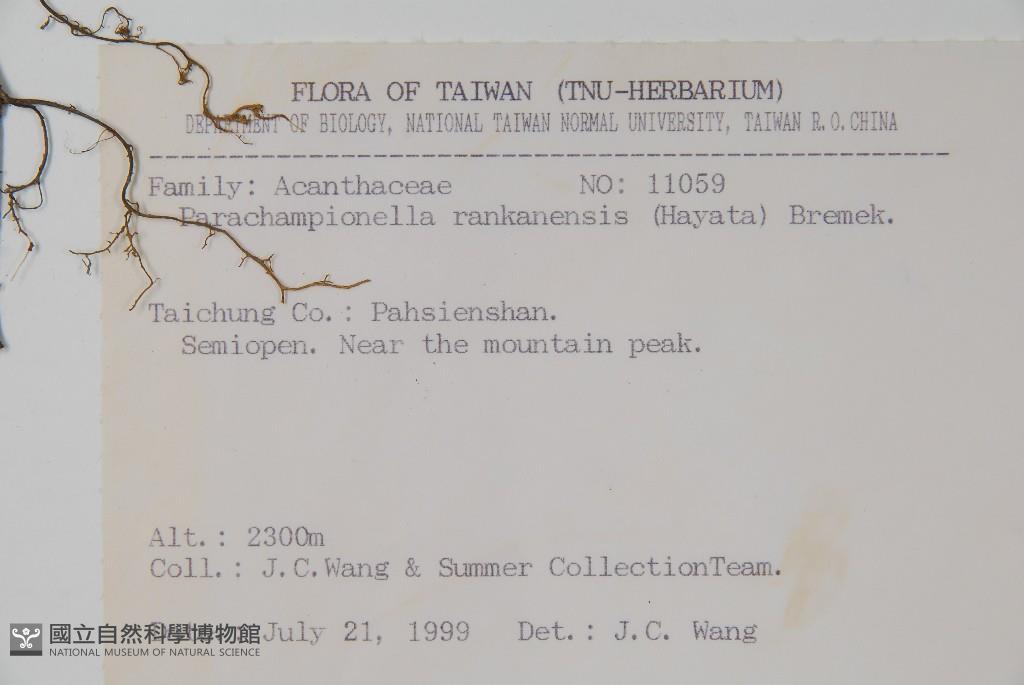 FLORA OF TAIWAN (TNU-HERBARIUM)
DEPARTMENT OF BIOLOGY, NATIONAL TAIWAN NORMAL UNIVERSITY, TAIWAN R.O.CHINA
Family: Acanthaceae NO: 11059
Parachampionella rankanensis (Hayata) Bremek.
Taichung Co.: Pahsienshan.
Semiopen. Near the mountain peak.
Alt.: 2300m
Coll.: J.C.Wang & Summer CollectionTeam.
July 21, 1999 Det.: J.C. Wang
國立自然科學博物館
NATIONAL MUSEUM OF NATURAL SCIENCE